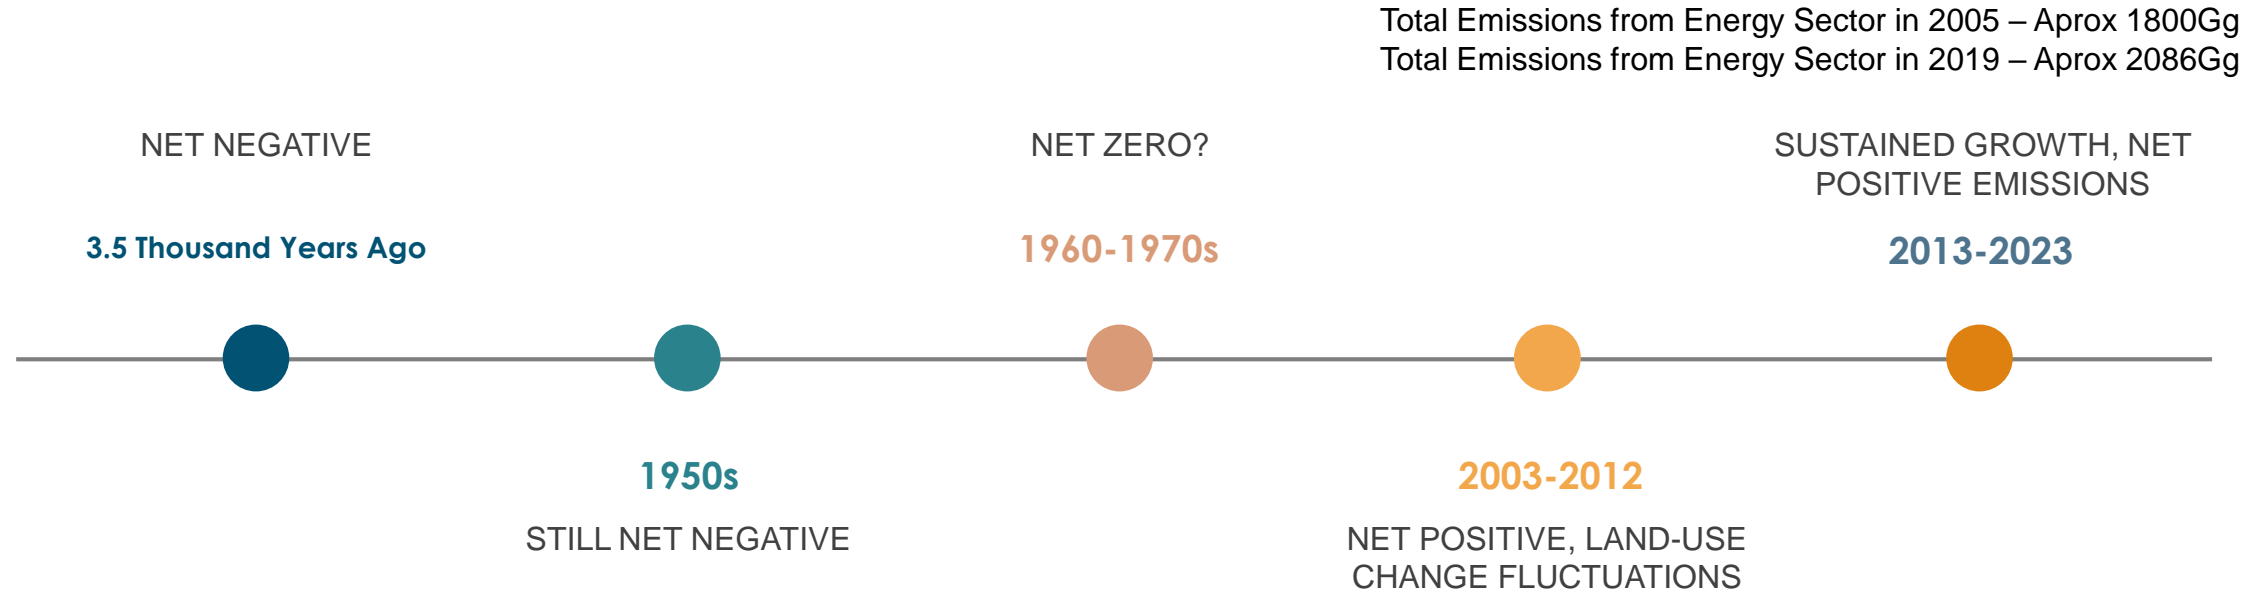 Total Emissions from Energy Sector in 2005 – Aprox 1800Gg
Total Emissions from Energy Sector in 2019 – Aprox 2086Gg
NET NEGATIVE
3.5 Thousand Years Ago
1950s
STILL NET NEGATIVE
NET ZERO?
1960-1970s
2003-2012
NET POSITIVE, LAND-USE
CHANGE FLUCTUATIONS
SUSTAINED GROWTH, NET
POSITIVE EMISSIONS
2013-2023